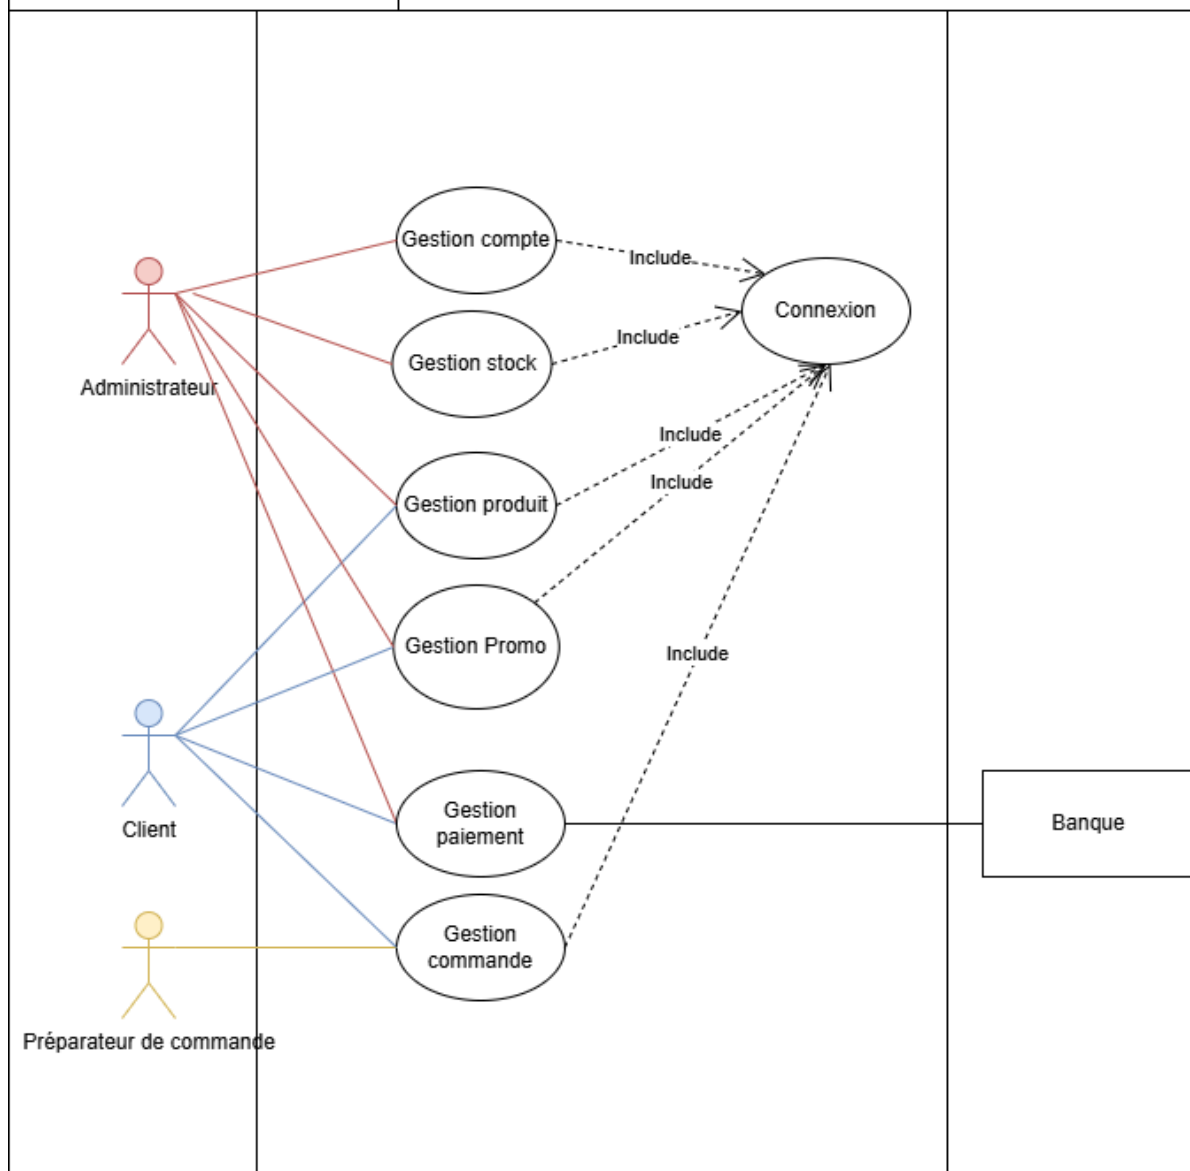 Gestion compte
Include
Connexion
Include
Gestion stock
Administrateur
Include
Include
Gestion produit
Gestion Promo
Include
Gestion
paiement
Banque
Client
Gestion
commande
Préparateur de commande